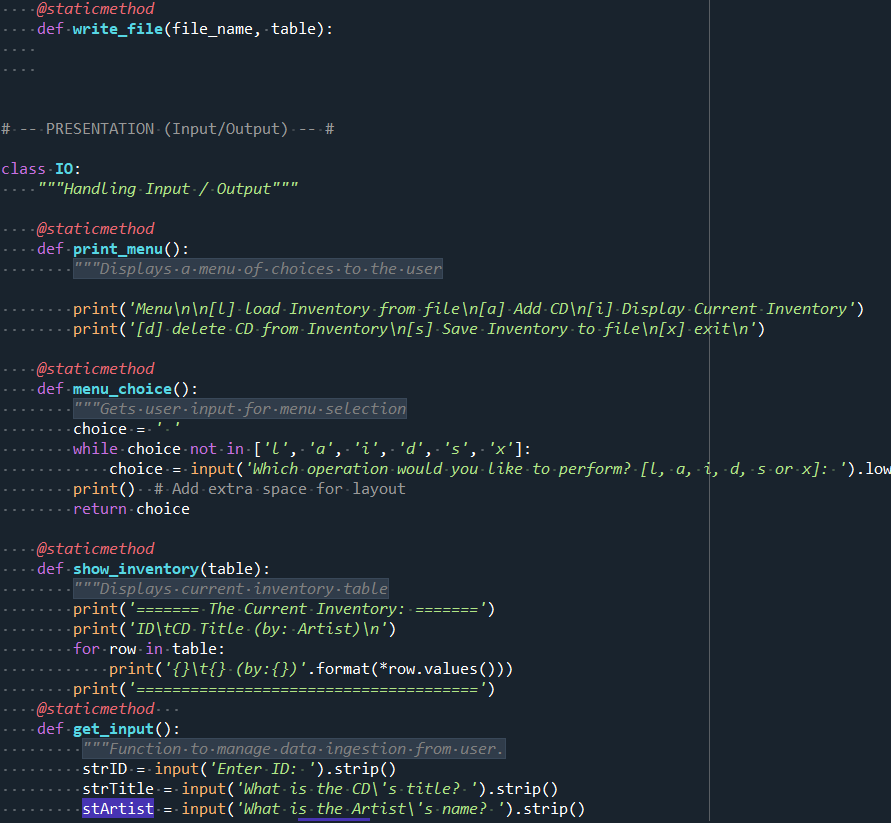 @staticmethod
def write_file(file_name, table):
# -- PRESENTATION (Input/Output) -- #
class IO:
"""Handling Input / Output"""
@staticmethod
def print_menu():
"""Displays a menu of choices to the user
print('Menu\n\n[l] load Inventory from file\n[a] Add CD\n[i] Display Current Inventory')
print('[d] delete CD from Inventory\n[s] Save Inventory to file\n[x] exit\n')
@staticmethod
def menu_choice():
"""Gets user input for menu selection
choice = ' '
while choice not in ['l', 'a', 'i', 'd', 's', 'x']:
choice = input('Which operation would you like to perform? [l, a, i, d, s or x]: ').low
print() # Add extra space for layout
return choice
@staticmethod
def show_inventory(table):
"""Displays current inventory table
print('======= The Current Inventory: =======')
print('ID\tCD Title (by: Artist)\n')
for row in table:
print('{}\t{} (by:{})'.format(*row.values()))
print('======================================')
@staticmethod
def get_input():
"""Function to manage data ingestion from user.
strID = input('Enter ID: ').strip()
strTitle = input('What is the CD\'s title? ').strip()
stArtist = input('What is the Artist\'s name? ').strip()